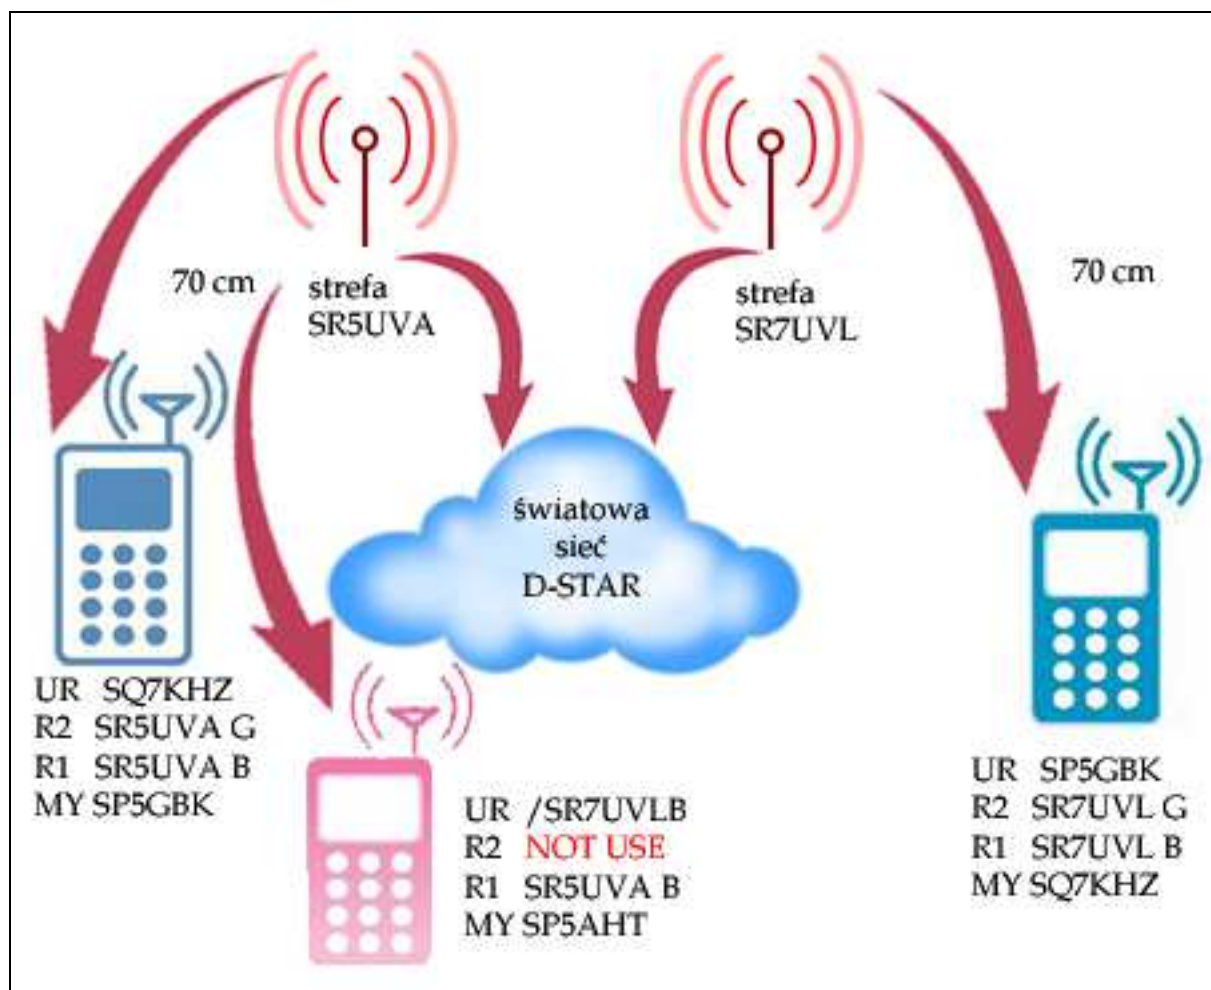 70 cm
strefa
SR5UVA
strefa
SR7UVL
70 cm
światowa
sieć
D-STAR
UR SQ7KHZ
R2 SR5UVA G
R1 SR5UVA B
MY SP5GBK
UR /SR7UVLB
R2 NOT USE
R1 SR5UVA B
MY SP5AHT
UR SP5GBK
R2 SR7UVL G
R1 SR7UVL B
MY SQ7KHZ